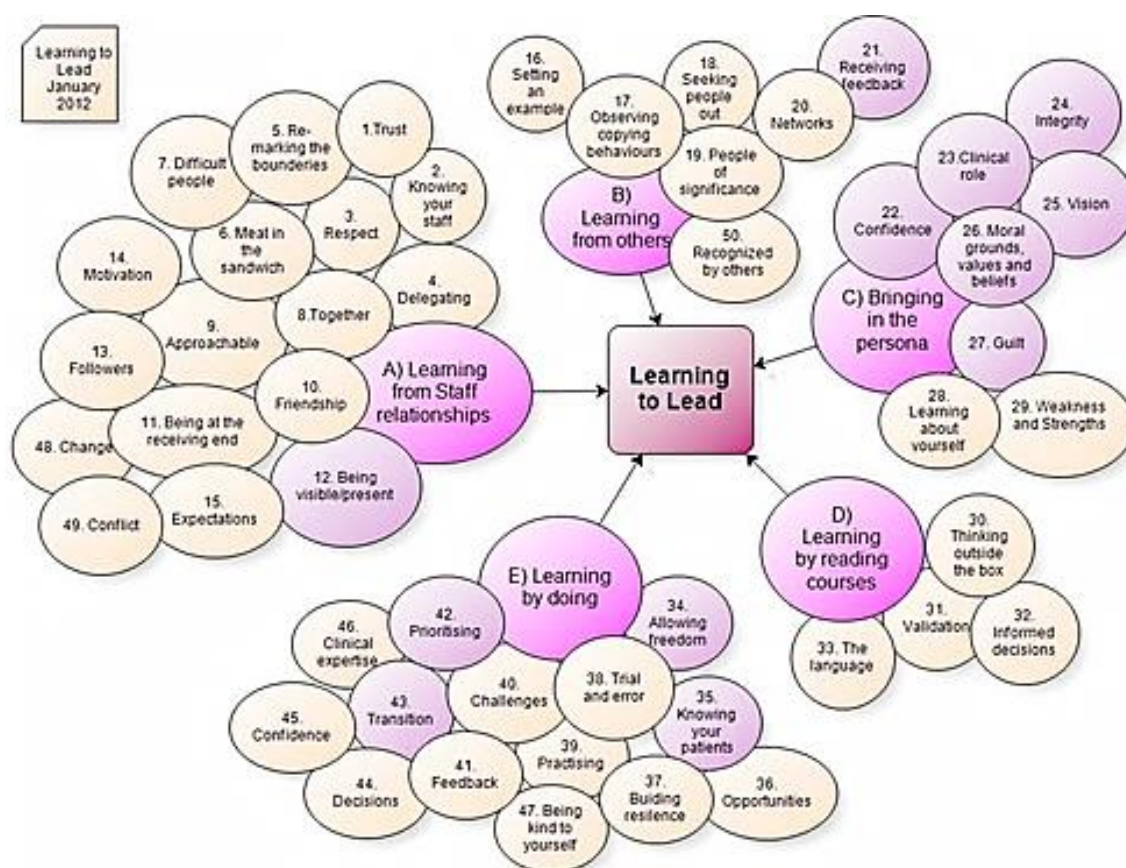 Learning to
Lead
January
2012
5. Re-
marking the
bounderies
1.Trust
7. Difficult
people
2.
Knowing
your
staff
6. Meat in
the
sandwich
3.
Respect
14.
Motivation
4.
Delegating
8.Together
9.
Approachable
13.
Followers
A) Learning
from Staff
relationships
10.
Friendship
11. Being at the
receiving end
48. Change
12. Being
visible/present
15.
Expectations
49. Conflict
16.
Setting
an
example
18.
Seeking
people
out
17.
Observing
copying
behaviours
20.
Networks
21.
Receiving
feedback
19. People
of
significance
B)
Learning
from others
50.
Recognized
by others
24.
Integrity
23.Clinical
role
22.
Confidence
25. Vision
26. Moral
grounds,
values and
beliefs
C) Bringing
in the
persona
27. Guilt
28.
Learning
about
yourself
29. Weakness
and Strengths
Learning
to Lead
D)
Learning
by reading
courses
30.
Thinking
outside
the box
31.
Validation
32.
Informed
decisions
33. The
language
E) Learning
by doing
42.
Prioritising
34.
Allowing
freedom
46.
Clinical
expertise
38. Trial
and error
40.
Challenges
43.
Transition
35.
Knowing
your
patients
45.
Confidence
39.
Practising
41.
Feedback
44.
Decisions
37.
Buiding
resilence
36.
Opportunities
47. Being
kind to
yourself